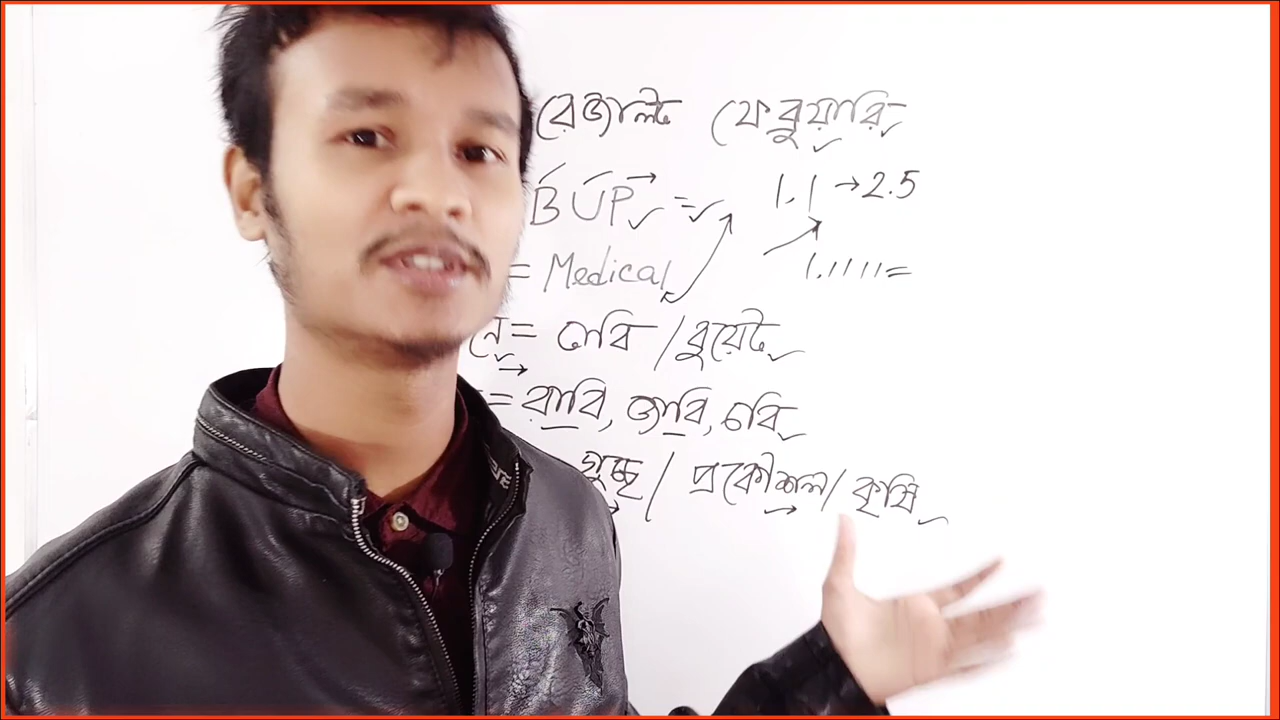 রেজাল্ট ফেব্রুয়ারি
BUP = 1.1 → 2.5
= Medical 1.1111=
= ঢাবি / বুয়েট
= রাবি, জাবি, চবি
গুচ্ছ / প্রকৌশল / কৃষি